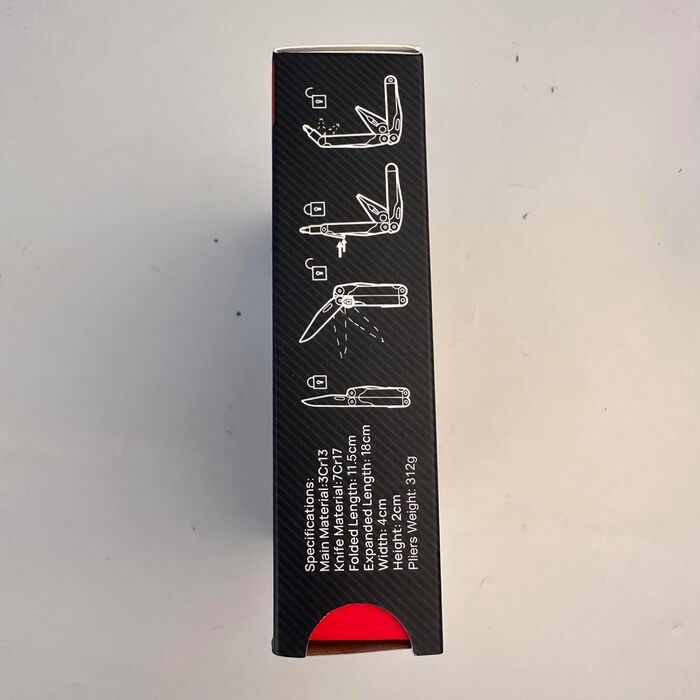 Specifications:
Main Material:3Cr13
Knife Material:7Cr17
Folded Length: 11.5cm
Expanded Length: 18cm
Width: 4cm
Height: 2cm
Pliers Weight: 312g